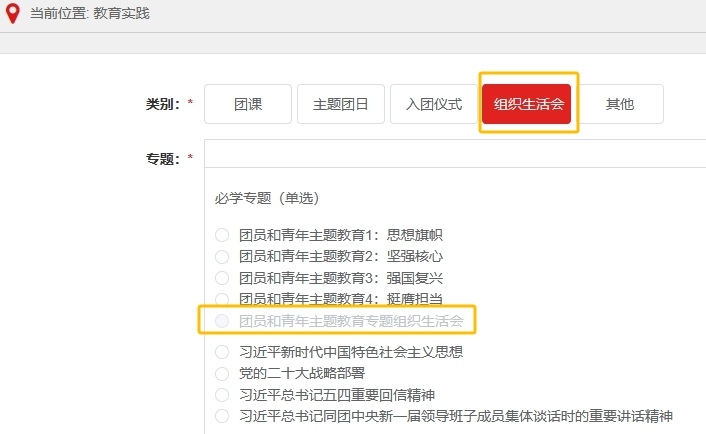 当前位置: 教育实践
类别：* 团课 主题团日 入团仪式 组织生活会 其他
专题：*
必学专题（单选）
团员和青年主题教育1：思想旗帜
团员和青年主题教育2：坚强核心
团员和青年主题教育3：强国复兴
团员和青年主题教育4：挺膺担当
团员和青年主题教育专题组织生活会
习近平新时代中国特色社会主义思想
党的二十大战略部署
习近平总书记五四重要回信精神
习近平总书记同团中央新一届领导班子成员集体谈话时的重要讲话精神